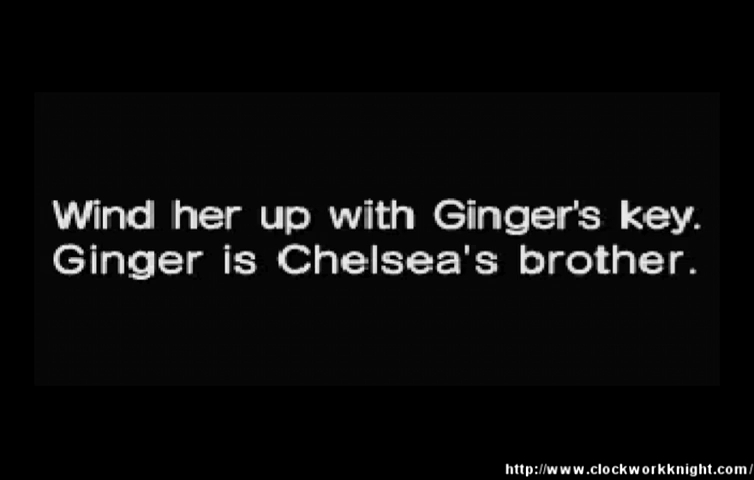 Wind her up with Ginger's key.
Ginger is Chelsea's brother.
http://www.clockworkknight.com/